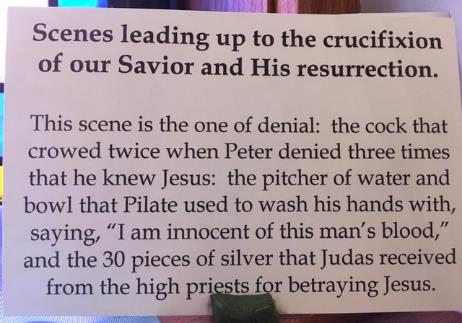 Scenes leading up to the crucifixion
of our Savior and His resurrection.
This scene is the one of denial: the cock that
crowed twice when Peter denied three times
that he knew Jesus: the pitcher of water and
bowl that Pilate used to wash his hands with,
saying, “I am innocent of this man’s blood,”
and the 30 pieces of silver that Judas received
from the high priests for betraying Jesus.